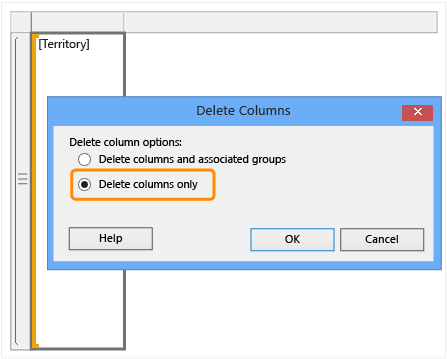 [Territory]
Delete Columns
Delete column options:
Delete columns and associated groups
Delete columns only
Help
OK
Cancel